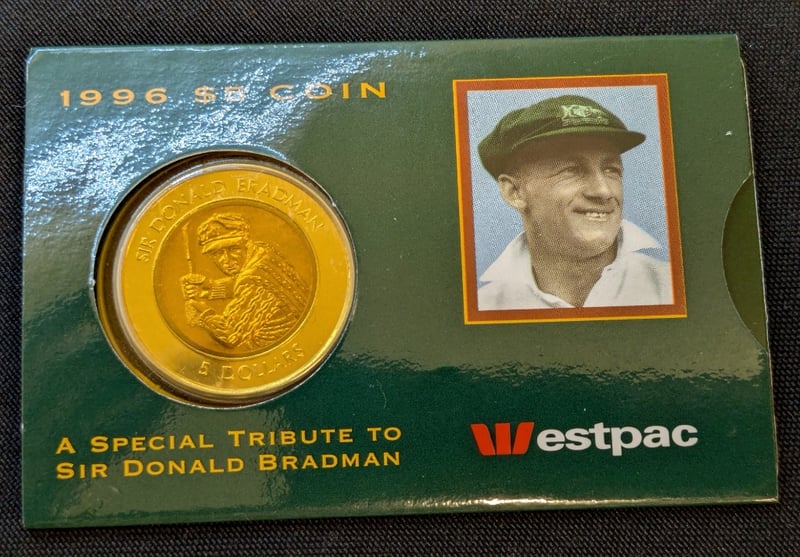 1996 $5 COIN
SIR DONALD BRADMAN
5 DOLLARS
A SPECIAL TRIBUTE TO
SIR DONALD BRADMAN
Westpac